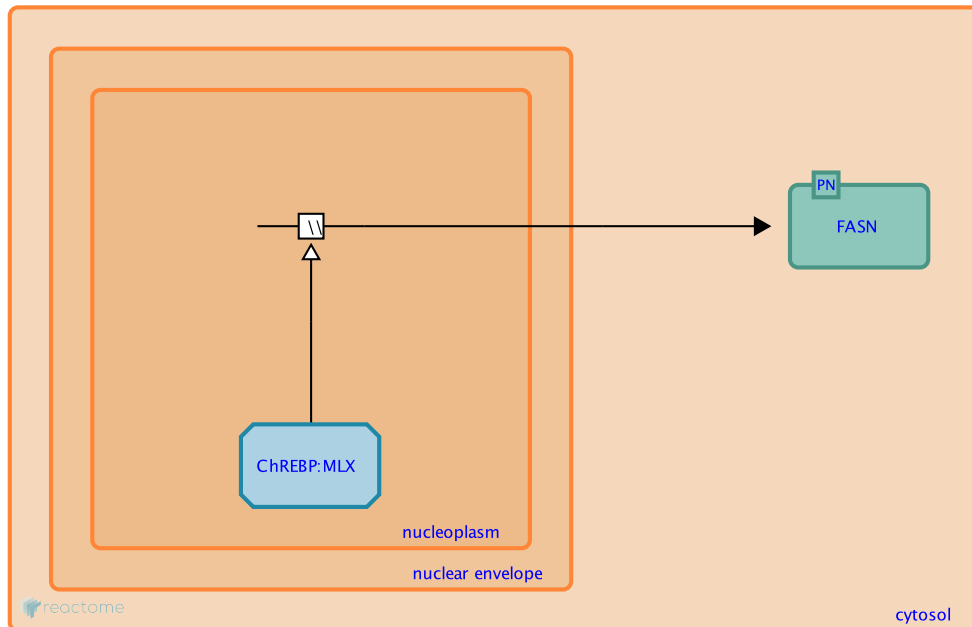 PN
FASN
\\
ChREBP:MLX
nucleoplasm
nuclear envelope
reactome
cytosol